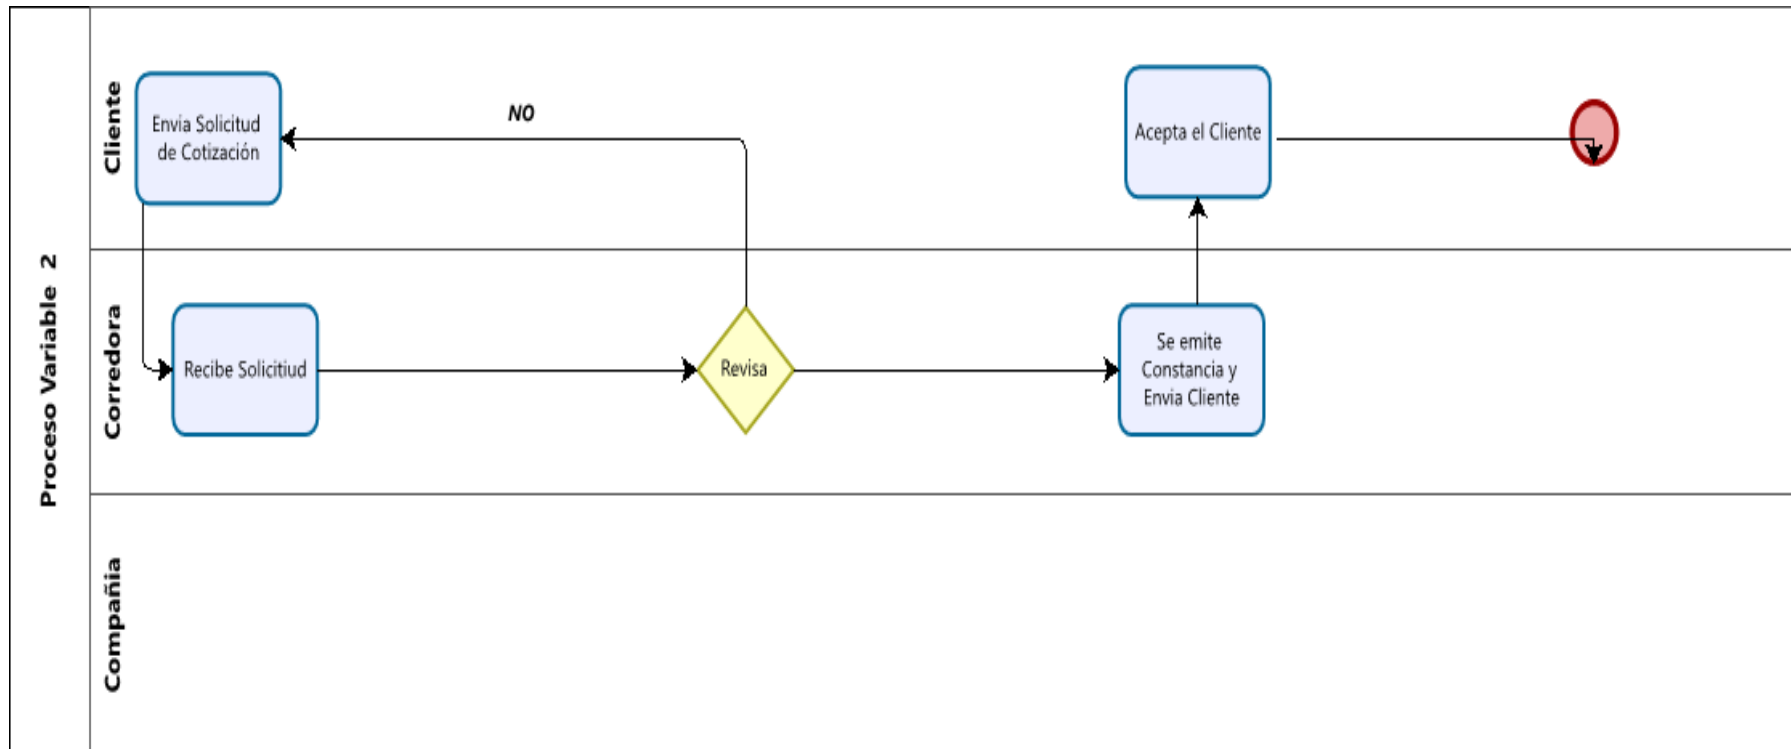 Proceso Variable 2
Cliente
Envia Solicitud
de Cotización
NO
Acepta el Cliente
Corredora
Recibe Solicitiud
Revisa
Se emite
Constancia y
Envia Cliente
Compañia